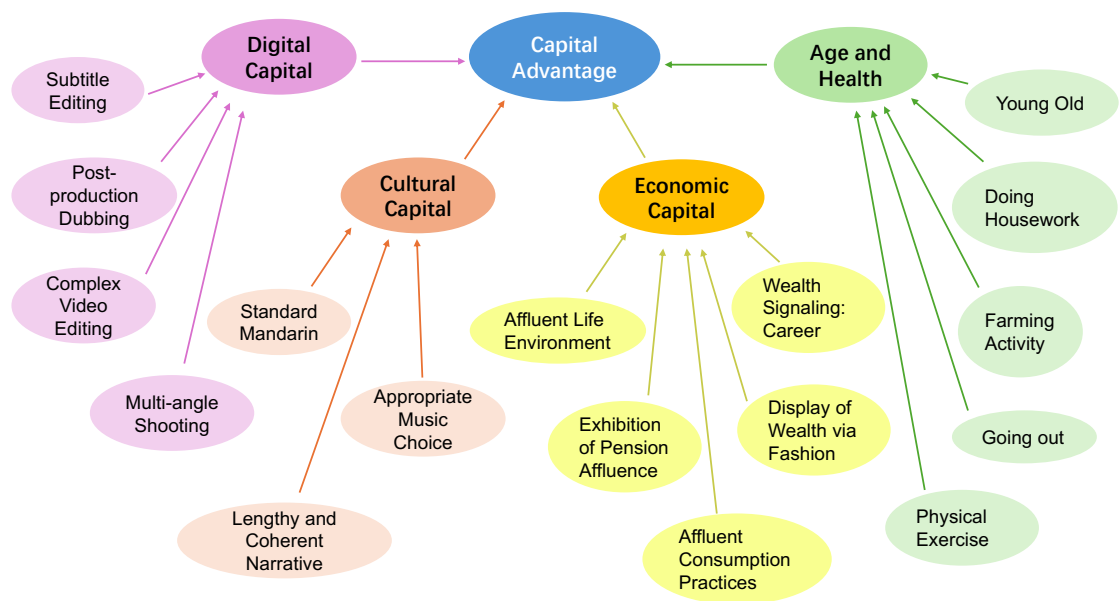 Digital
Capital
Capital
Advantage
Age and
Health
Subtitle
Editing
Young Old
Post-
production
Dubbing
Cultural
Capital
Economic
Capital
Doing
Housework
Complex
Video
Editing
Standard
Mandarin
Affluent Life
Environment
Wealth
Signaling:
Career
Farming
Activity
Multi-angle
Shooting
Appropriate
Music
Choice
Exhibition
of Pension
Affluence
Display of
Wealth via
Fashion
Going out
Lengthy and
Coherent
Narrative
Affluent
Consumption
Practices
Physical
Exercise